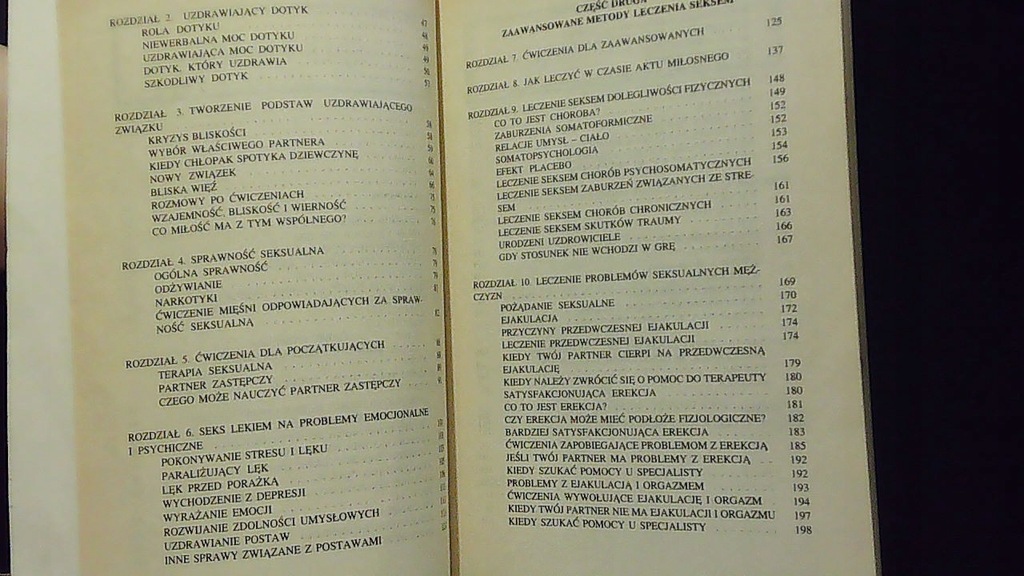 ROZDZIAŁ 2. UZDRAWIAJĄCY DOTYK
ROLA DOTYKU 47
NIEWERBALNA MOC DOTYKU 48
UZDRAWIAJĄCA MOC DOTYKU
DOTYK, KTÓRY UZDRAWIA
SZKODLIWY DOTYK
ROZDZIAŁ 3. TWORZENIE PODSTAW UZDRAWIAJĄCEGO
ZWIĄZKU
KRYZYS BLISKOŚCI
WYBÓR WŁAŚCIWEGO PARTNERA
KIEDY CHŁOPAK SPOTYKA DZIEWCZYNĘ
NOWY ZWIĄZEK
BLISKA WIĘŹ
ROZMOWY PO ĆWICZENIACH
WZAJEMNOŚĆ, BLISKOŚĆ I WIERNOŚĆ
CO MIŁOŚĆ MA Z TYM WSPÓLNEGO?
ROZDZIAŁ 4. SPRAWNOŚĆ SEKSUALNA
OGÓLNA SPRAWNOŚĆ
ODŻYWIANIE
NARKOTYKI
ĆWICZENIE MIĘŚNI ODPOWIADAJĄCYCH ZA SPRAW-
NOŚĆ SEKSUALNĄ
ROZDZIAŁ 5. ĆWICZENIA DLA POCZĄTKUJĄCYCH
TERAPIA SEKSUALNA
PARTNER ZASTĘPCZY
CZEGO MOŻE NAUCZYĆ PARTNER ZASTĘPCZY
ROZDZIAŁ 6. SEKS LEKIEM NA PROBLEMY EMOCJONALNE
I PSYCHICZNE
POKONYWANIE STRESU I LĘKU
PARALIŻUJĄCY LĘK
LĘK PRZED PORAŻKĄ
WYCHODZENIE Z DEPRESJI
WYRAŻANIE EMOCJI
ROZWIJANIE ZDOLNOŚCI UMYSŁOWYCH
UZDRAWIANIE POSTAW
INNE SPRAWY ZWIĄZANE Z POSTAWAMI
CZĘŚĆ DRUGA
ZAAWANSOWANE METODY LECZENIA SEKSEM
ROZDZIAŁ 7. ĆWICZENIA DLA ZAAWANSOWANYCH 125
ROZDZIAŁ 8. JAK LECZYĆ W CZASIE AKTU MIŁOSNEGO 137
ROZDZIAŁ 9. LECZENIE SEKSEM DOLEGLIWOŚCI FIZYCZNYCH 148
CO TO JEST CHOROBA? 149
ZABURZENIA SOMATOFORMICZNE 152
RELACJE UMYSŁ – CIAŁO 152
SOMATOPSYCHOLOGIA 153
EFEKT PLACEBO 154
LECZENIE SEKSEM CHORÓB PSYCHOSOMATYCZNYCH 156
LECZENIE SEKSEM ZABURZEŃ ZWIĄZANYCH ZE STRE-
SEM 161
LECZENIE SEKSEM CHORÓB CHRONICZNYCH 161
LECZENIE SEKSEM SKUTKÓW TRAUMY 163
URODZENI UZDROWICIELE 166
GDY STOSUNEK NIE WCHODZI W GRĘ 167
ROZDZIAŁ 10. LECZENIE PROBLEMÓW SEKSUALNYCH MĘŻ-
CZYZN 169
POŻĄDANIE SEKSUALNE 170
EJAKULACJA 172
PRZYCZYNY PRZEDWCZESNEJ EJAKULACJI 174
LECZENIE PRZEDWCZESNEJ EJAKULACJI 174
KIEDY TWÓJ PARTNER CIERPI NA PRZEDWCZESNĄ
EJAKULACJĘ 179
KIEDY NALEŻY ZWRÓCIĆ SIĘ O POMOC DO TERAPEUTY 180
SATYSFAKCJONUJĄCA EREKCJA 180
CO TO JEST EREKCJA? 181
CZY EREKCJA MOŻE MIEĆ PODŁOŻE FIZJOLOGICZNE? 182
BARDZIEJ SATYSFAKCJONUJĄCA EREKCJA 183
ĆWICZENIA ZAPOBIEGAJĄCE PROBLEMOM Z EREKCJĄ 185
JEŚLI TWÓJ PARTNER MA PROBLEMY Z EREKCJĄ 192
KIEDY SZUKAĆ POMOCY U SPECJALISTY 192
PROBLEMY Z EJAKULACJĄ I ORGAZMEM 193
ĆWICZENIA WYWOŁUJĄCE EJAKULACJĘ I ORGAZM 194
KIEDY TWÓJ PARTNER NIE MA EJAKULACJI I ORGAZMU 197
KIEDY SZUKAĆ POMOCY U SPECJALISTY 198